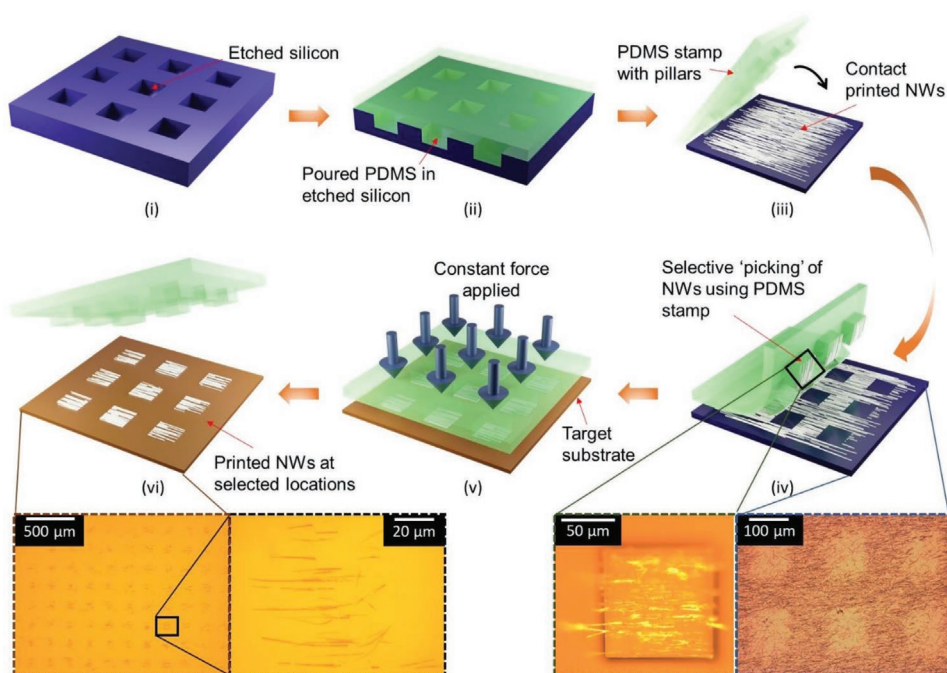 Etched silicon
(i)
Poured PDMS in
etched silicon
(ii)
PDMS stamp
with pillars
Contact
printed NWs
(iii)
Selective ‘picking’ of
NWs using PDMS
stamp
(iv)
Constant force
applied
Target
substrate
(v)
Printed NWs at
selected locations
(vi)
500 µm
20 µm
50 µm
100 µm